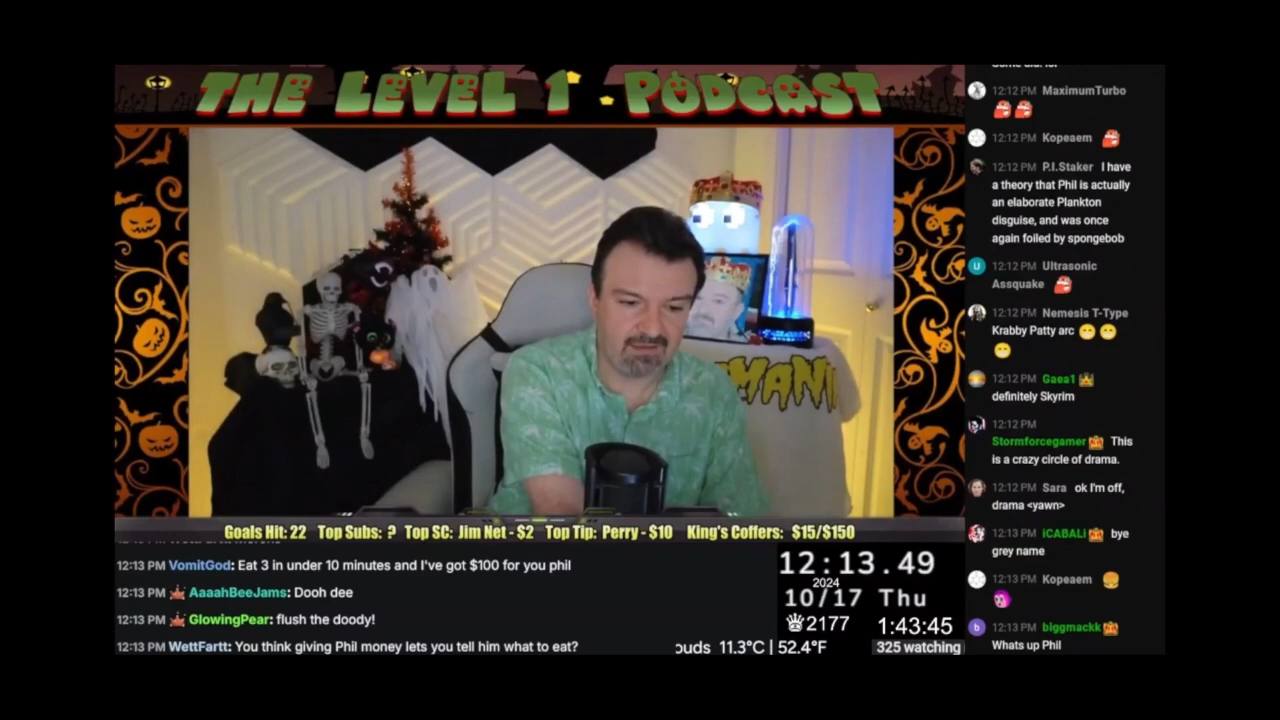 THE LEVEL 1 PODCAST
12:12 PM MaximumTurbo
12:12 PM Kopeaem
12:12 PM P.I.Staker I have
a theory that Phil is actually
an elaborate Plankton
disguise, and was once
again foiled by spongebob
12:12 PM Ultrasonic
Assquake
12:12 PM Nemesis T-Type
Krabby Patty arc
12:12 PM Gaea1
definitely Skyrim
12:12 PM
Stormforcegamer This
is a crazy circle of drama.
12:12 PM Sara ok I'm off,
drama <yawn>
12:13 PM iCABALi bye
grey name
12:13 PM Kopeaem
12:13 PM biggmackk
Whats up Phil
MANI
Goals Hit: 22 Top Subs: ? Top SC: Jim Net - $2 Top Tip: Perry - $10 King's Coffers: $15/$150
12:13 PM VomitGod: Eat 3 in under 10 minutes and I've got $100 for you phil
12:13 PM AaaahBeeJams: Dooh dee
12:13 PM GlowingPear: flush the doody!
12:13 PM WettFartt: You think giving Phil money lets you tell him what to eat?
12:13.49
2024
10/17 Thu
2177 1:43:45
ouds 11.3°C | 52.4°F 325 watching